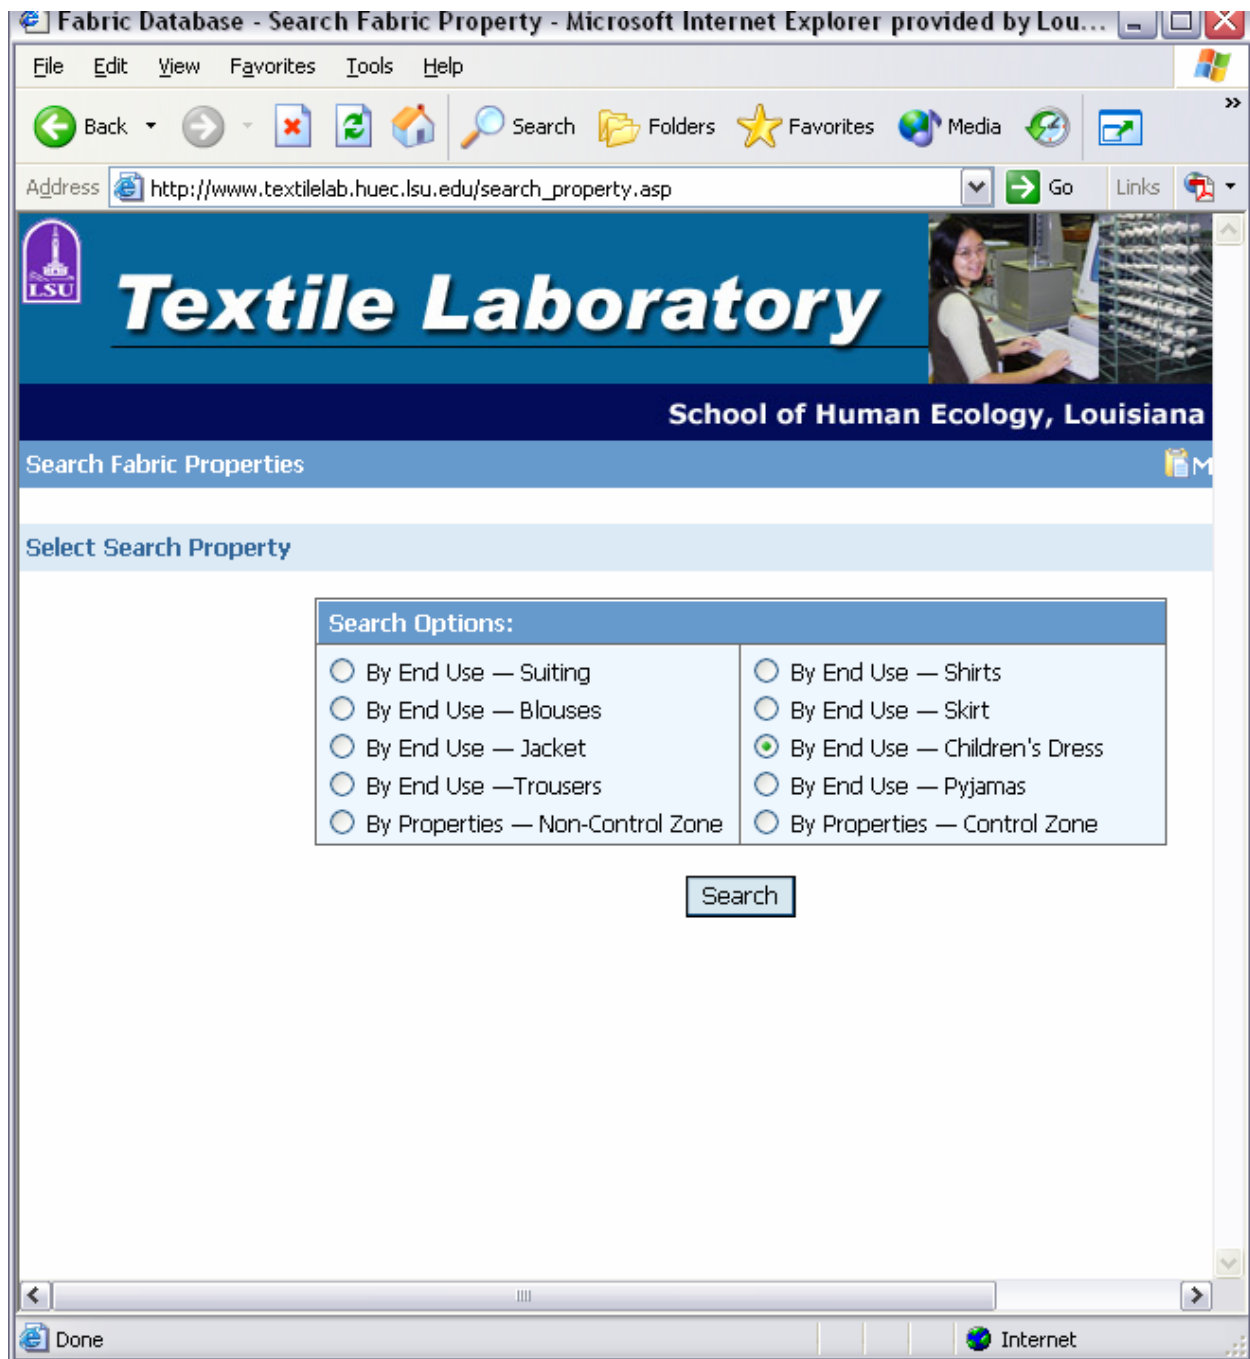 Fabric Database - Search Fabric Property - Microsoft Internet Explorer provided by Lou...
File Edit View Favorites Tools Help
Back Search Folders Favorites Media »
Address http://www.textilelab.huec.lsu.edu/search_property.asp Go Links
LSU
Textile Laboratory
School of Human Ecology, Louisiana
Search Fabric Properties M
Select Search Property
Search Options:
By End Use — Suiting By End Use — Shirts
By End Use — Blouses By End Use — Skirt
By End Use — Jacket By End Use — Children's Dress
By End Use —Trousers By End Use — Pyjamas
By Properties — Non-Control Zone By Properties — Control Zone
Search
Done Internet